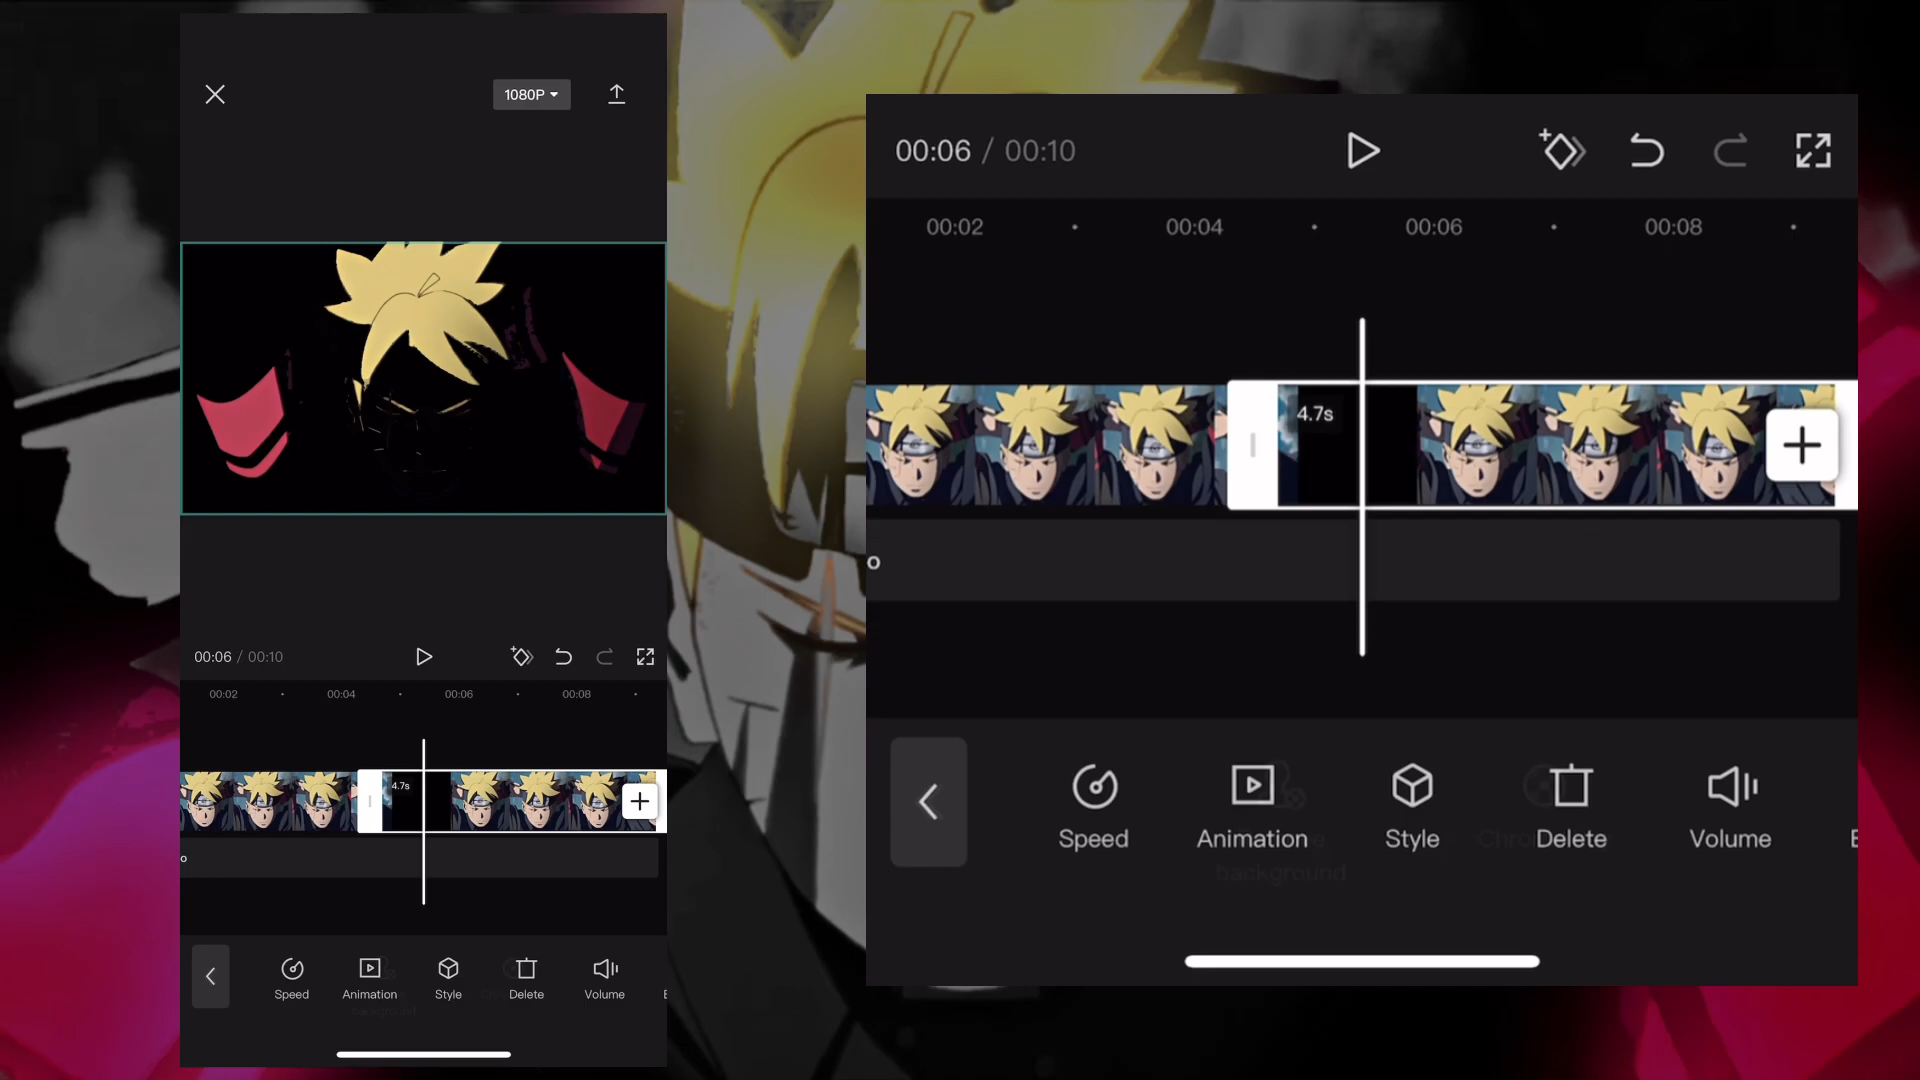 1080P
00:06 / 00:10
00:02 00:04 00:06 00:08
4.7s
o
Speed Animation Style Delete Volume
background
00:06 / 00:10
00:02 00:04 00:06 00:08
4.7s
o
Speed Animation Style Delete Volume E
background